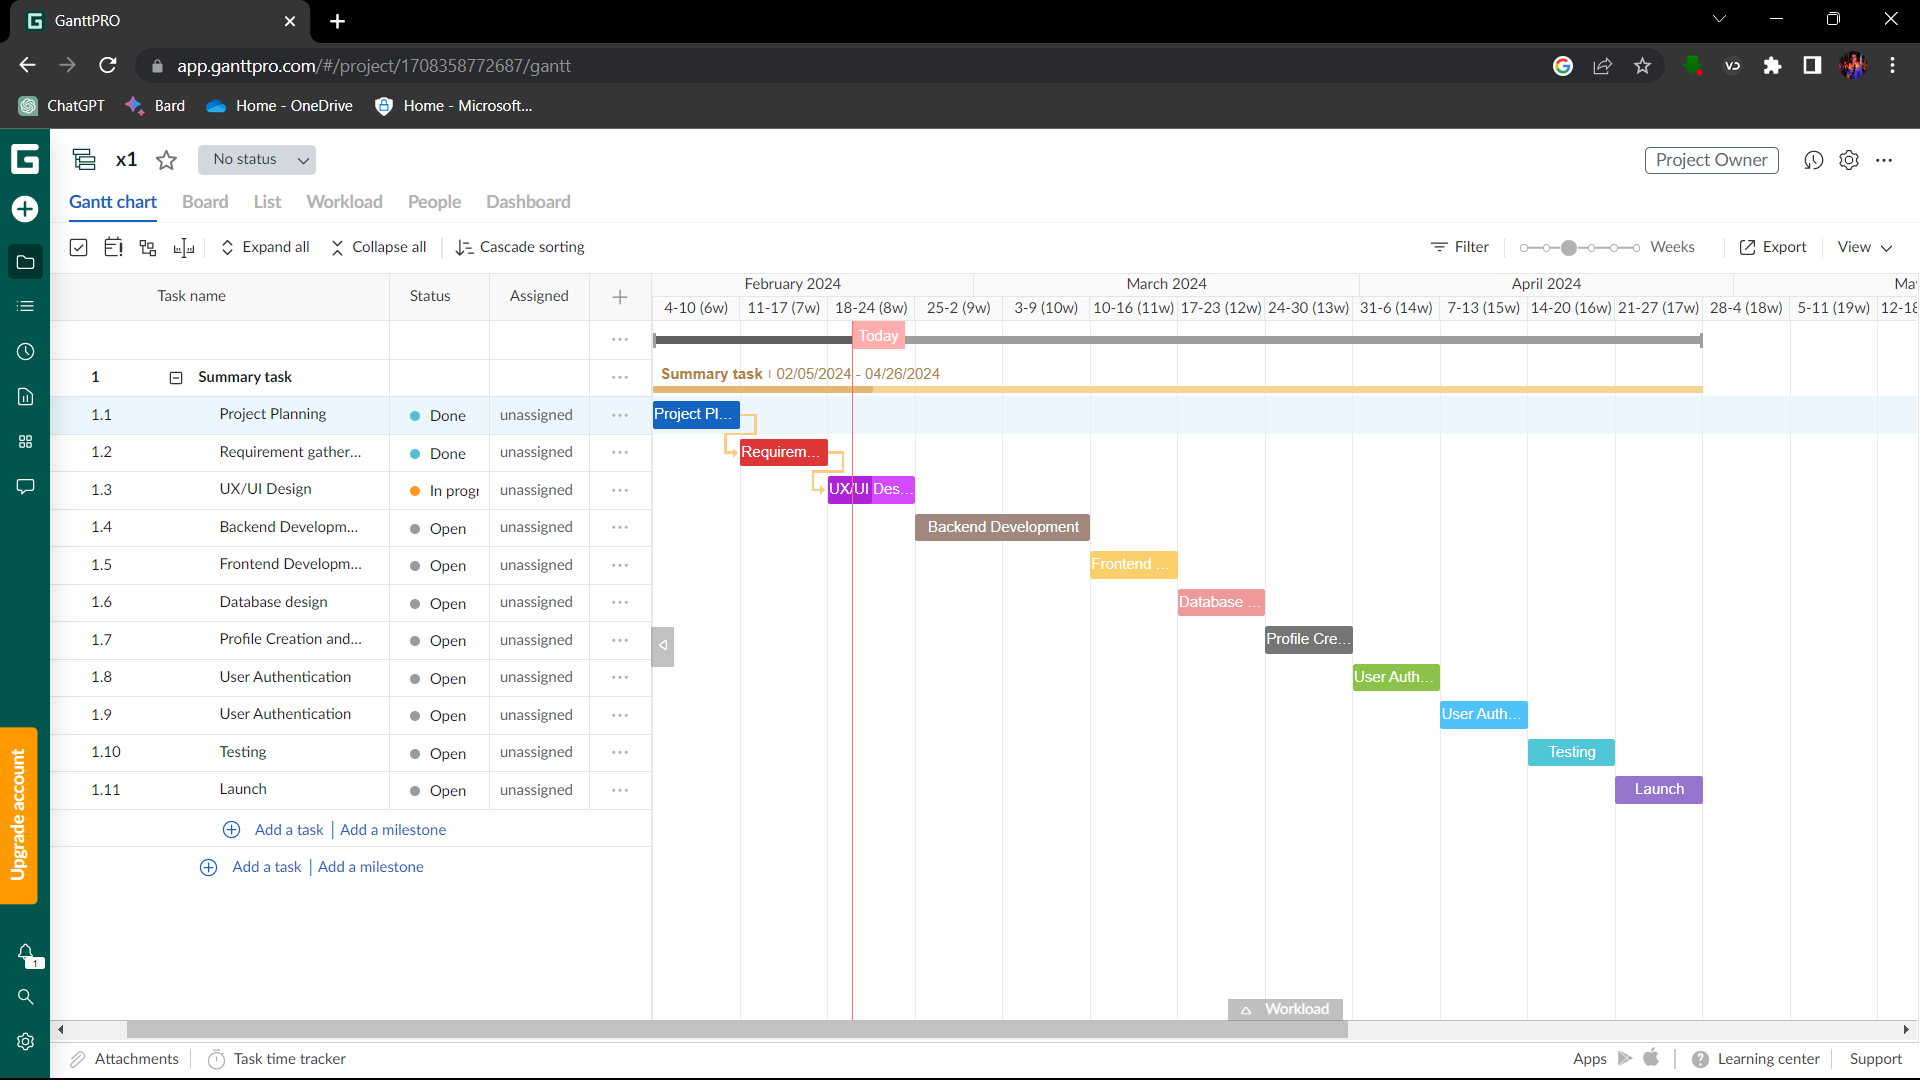 GanttPRO
app.ganttpro.com/#/project/1708358772687/gantt
ChatGPT Bard Home - OneDrive Home - Microsoft...
x1 No status Project Owner
Gantt chart Board List Workload People Dashboard
Expand all Collapse all Cascade sorting Filter Weeks Export View
Task name Status Assigned February 2024 March 2024 April 2024
4-10 (6w) 11-17 (7w) 18-24 (8w) 25-2 (9w) 3-9 (10w) 10-16 (11w) 17-23 (12w) 24-30 (13w) 31-6 (14w) 7-13 (15w) 14-20 (16w) 21-27 (17w) 28-4 (18w) 5-11 (19w)
Today
1 Summary task Summary task 02/05/2024 - 04/26/2024
1.1 Project Planning Done unassigned Project Pl...
1.2 Requirement gather... Done unassigned Requirem...
1.3 UX/UI Design In progr unassigned UX/UI Des...
1.4 Backend Developm... Open unassigned Backend Development
1.5 Frontend Developm... Open unassigned Frontend ...
1.6 Database design Open unassigned Database ...
1.7 Profile Creation and... Open unassigned Profile Cre...
1.8 User Authentication Open unassigned User Auth...
1.9 User Authentication Open unassigned User Auth...
1.10 Testing Open unassigned Testing
1.11 Launch Open unassigned Launch
Add a task Add a milestone
Add a task Add a milestone
Upgrade account
1
Workload
Attachments Task time tracker Apps Learning center Support